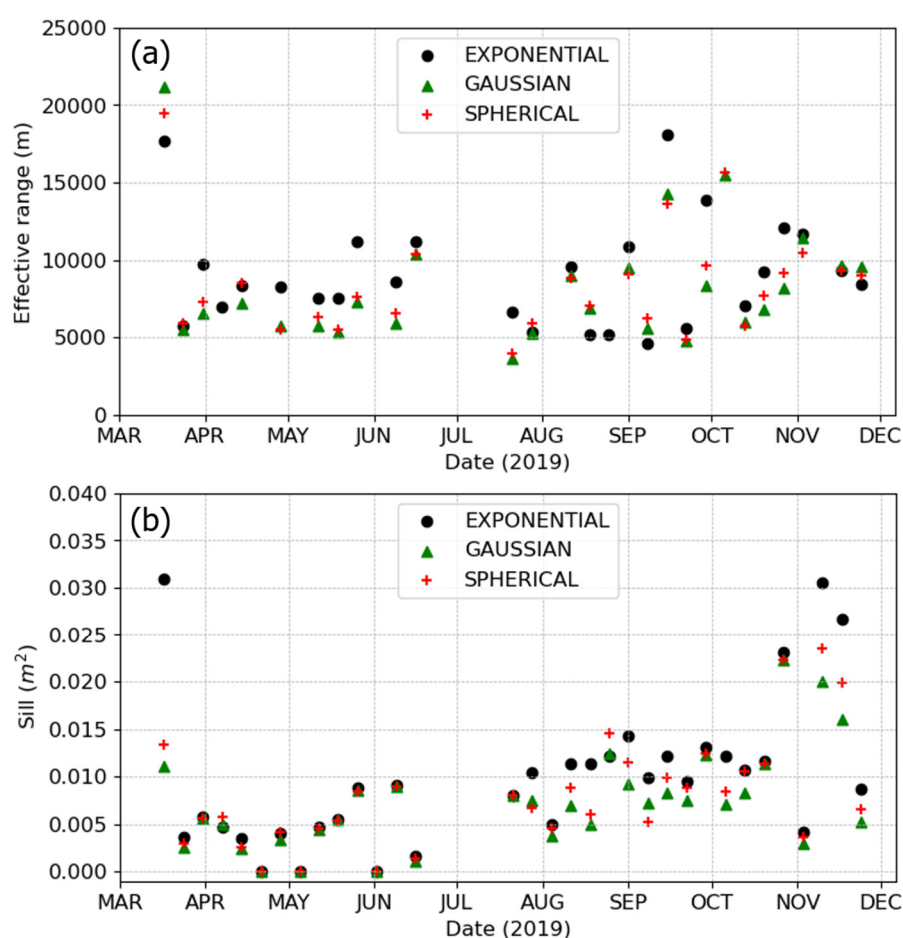 (a)
EXPONENTIAL
GAUSSIAN
SPHERICAL
Effective range (m)
25000
20000
15000
10000
5000
0
MAR APR MAY JUN JUL AUG SEP OCT NOV DEC
Date (2019)
(b)
EXPONENTIAL
GAUSSIAN
SPHERICAL
Sill (m²)
0.040
0.035
0.030
0.025
0.020
0.015
0.010
0.005
0.000
MAR APR MAY JUN JUL AUG SEP OCT NOV DEC
Date (2019)